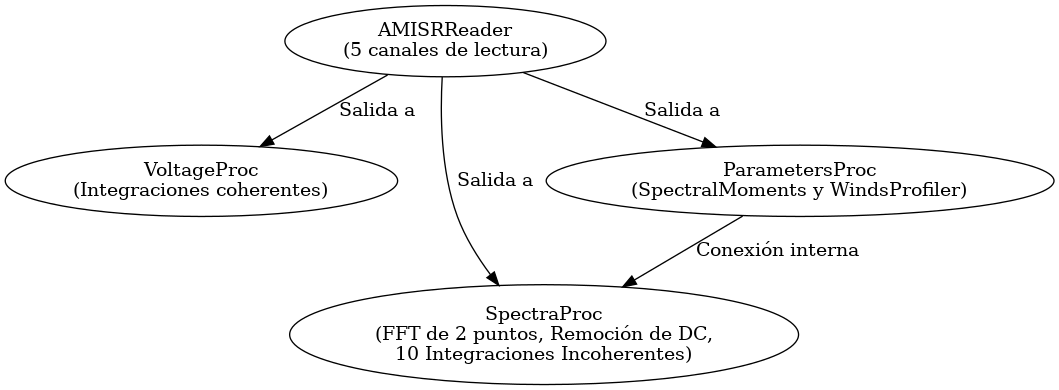 AMISRReader
(5 canales de lectura)
Salida a
Salida a
VoltageProc
(Integraciones coherentes)
Salida a
ParametersProc
(SpectralMoments y WindsProfiler)
Conexión interna
SpectraProc
(FFT de 2 puntos, Remoción de DC,
10 Integraciones Incoherentes)